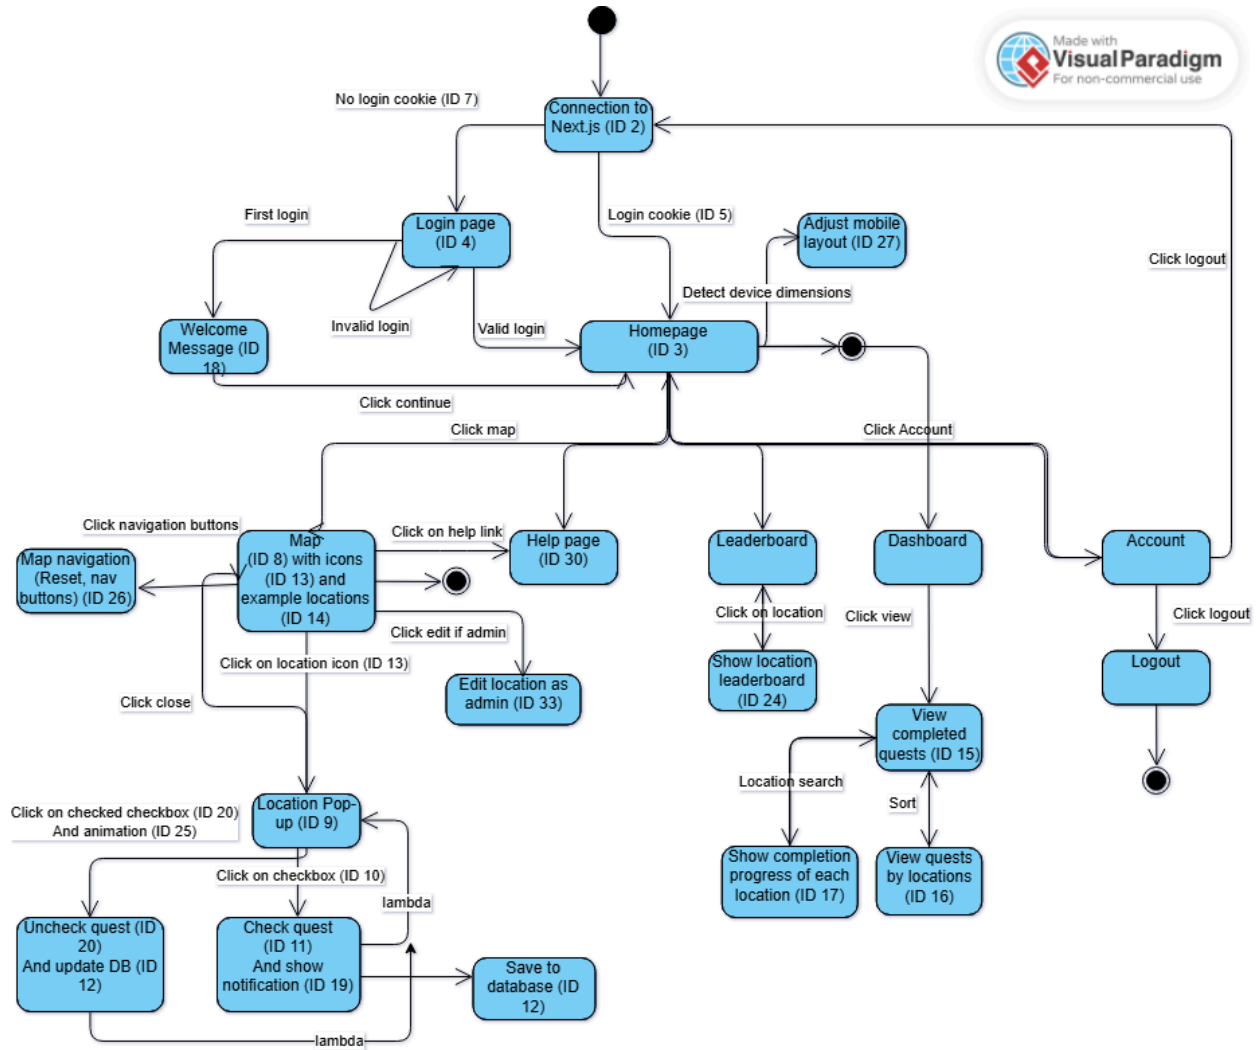 Made with
VisualParadigm
For non-commercial use
No login cookie (ID 7)
Connection to
Next.js (ID 2)
First login
Login page
(ID 4)
Login cookie (ID 5)
Adjust mobile
layout (ID 27)
Click logout
Detect device dimensions
Welcome
Message (ID
18)
Invalid login
Valid login
Homepage
(ID 3)
Click continue
Click map
Click Account
Click navigation buttons
Map navigation
(Reset, nav
buttons) (ID 26)
Map
(ID 8) with icons
(ID 13) and
example locations
(ID 14)
Click on help link
Help page
(ID 30)
Leaderboard
Dashboard
Account
Click edit if admin
Click on location
Click view
Click logout
Click on location icon (ID 13)
Click close
Edit location as
admin (ID 33)
Show location
leaderboard
(ID 24)
Logout
View
completed
quests (ID 15)
Location search
Sort
Click on checked checkbox (ID 20)
And animation (ID 25)
Location Pop-
up (ID 9)
Click on checkbox (ID 10)
lambda
Show completion
progress of each
location (ID 17)
View quests
by locations
(ID 16)
Uncheck quest (ID
20)
And update DB (ID
12)
Check quest
(ID 11)
And show
notification (ID 19)
Save to
database (ID
12)
lambda